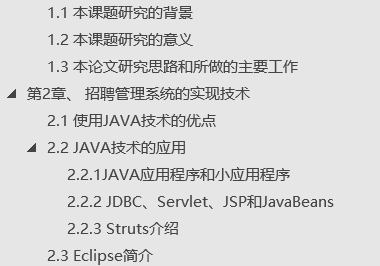 1.1 本课题研究的背景
1.2 本课题研究的意义
1.3 本论文研究思路和所做的主要工作
第2章、 招聘管理系统的实现技术
2.1 使用JAVA技术的优点
2.2 JAVA技术的应用
2.2.1JAVA应用程序和小应用程序
2.2.2 JDBC、Servlet、JSP和JavaBeans
2.2.3 Struts介绍
2.3 Eclipse简介